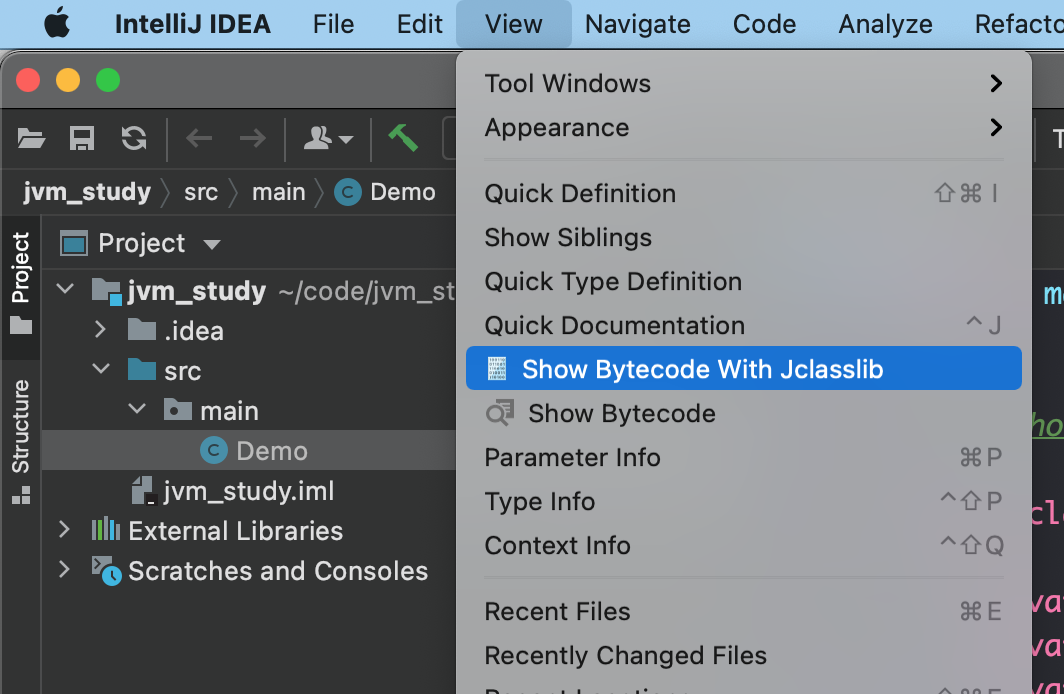 IntelliJ IDEA File Edit View Navigate Code Analyze
Tool Windows
Appearance
jvm_study src main C Demo
Quick Definition ⇧⌘ I
Show Siblings
Project
Quick Type Definition
jvm_study ~/code/jvm_st
Quick Documentation ^ J
.idea
Show Bytecode With Jclasslib
src
Show Bytecode
main
C Demo
Parameter Info ⌘P
jvm_study.iml
Type Info ^⇧P
External Libraries
Context Info ^⇧Q
Scratches and Consoles
Recent Files ⌘E
Recently Changed Files
Project
Structure